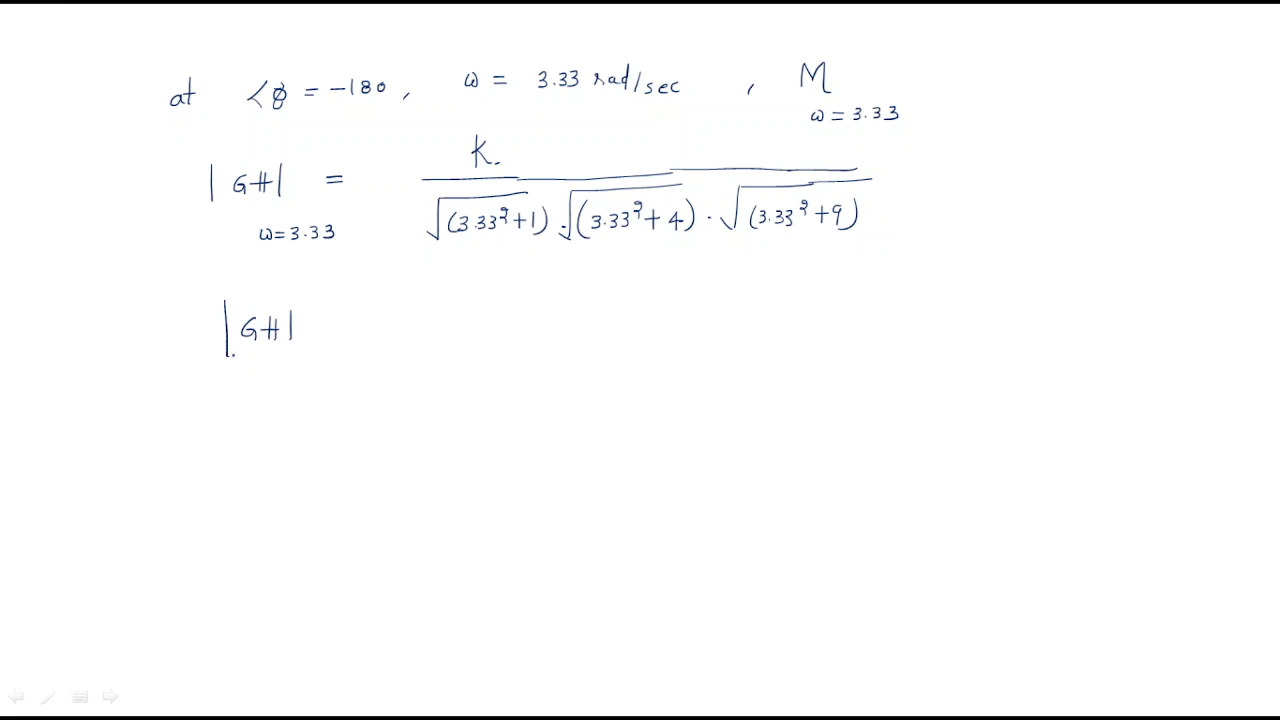 at ∠φ = -180 , ω = 3.33 rad/sec , M ω = 3.33
|GH| ω=3.33 = K. / √(3.33²+1) . √(3.33²+4) . √(3.33²+9)
|GH|